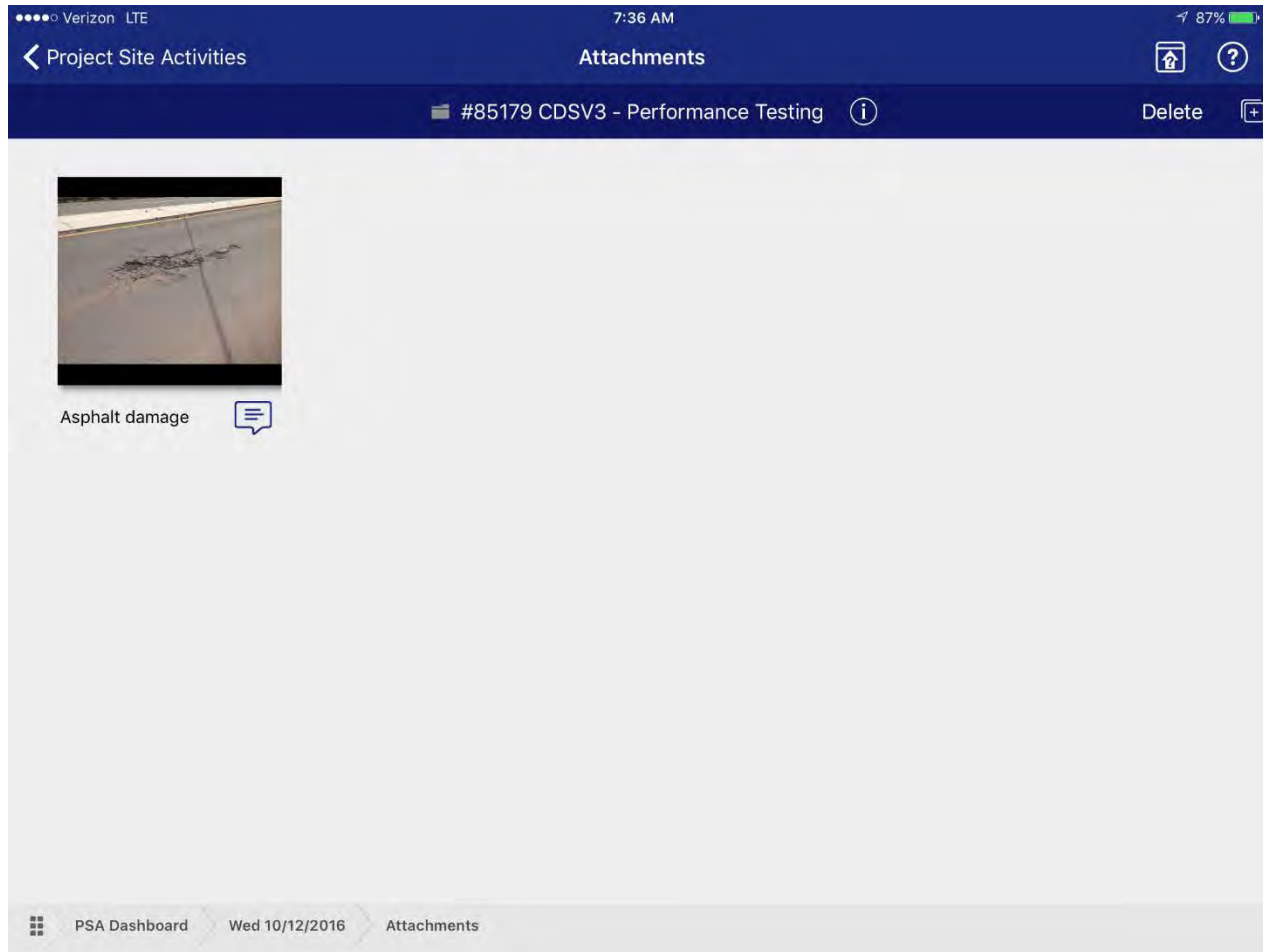 Verizon LTE 7:36 AM 87%
Project Site Activities Attachments ?
#85179 CDSV3 - Performance Testing i Delete
Asphalt damage
PSA Dashboard Wed 10/12/2016 Attachments